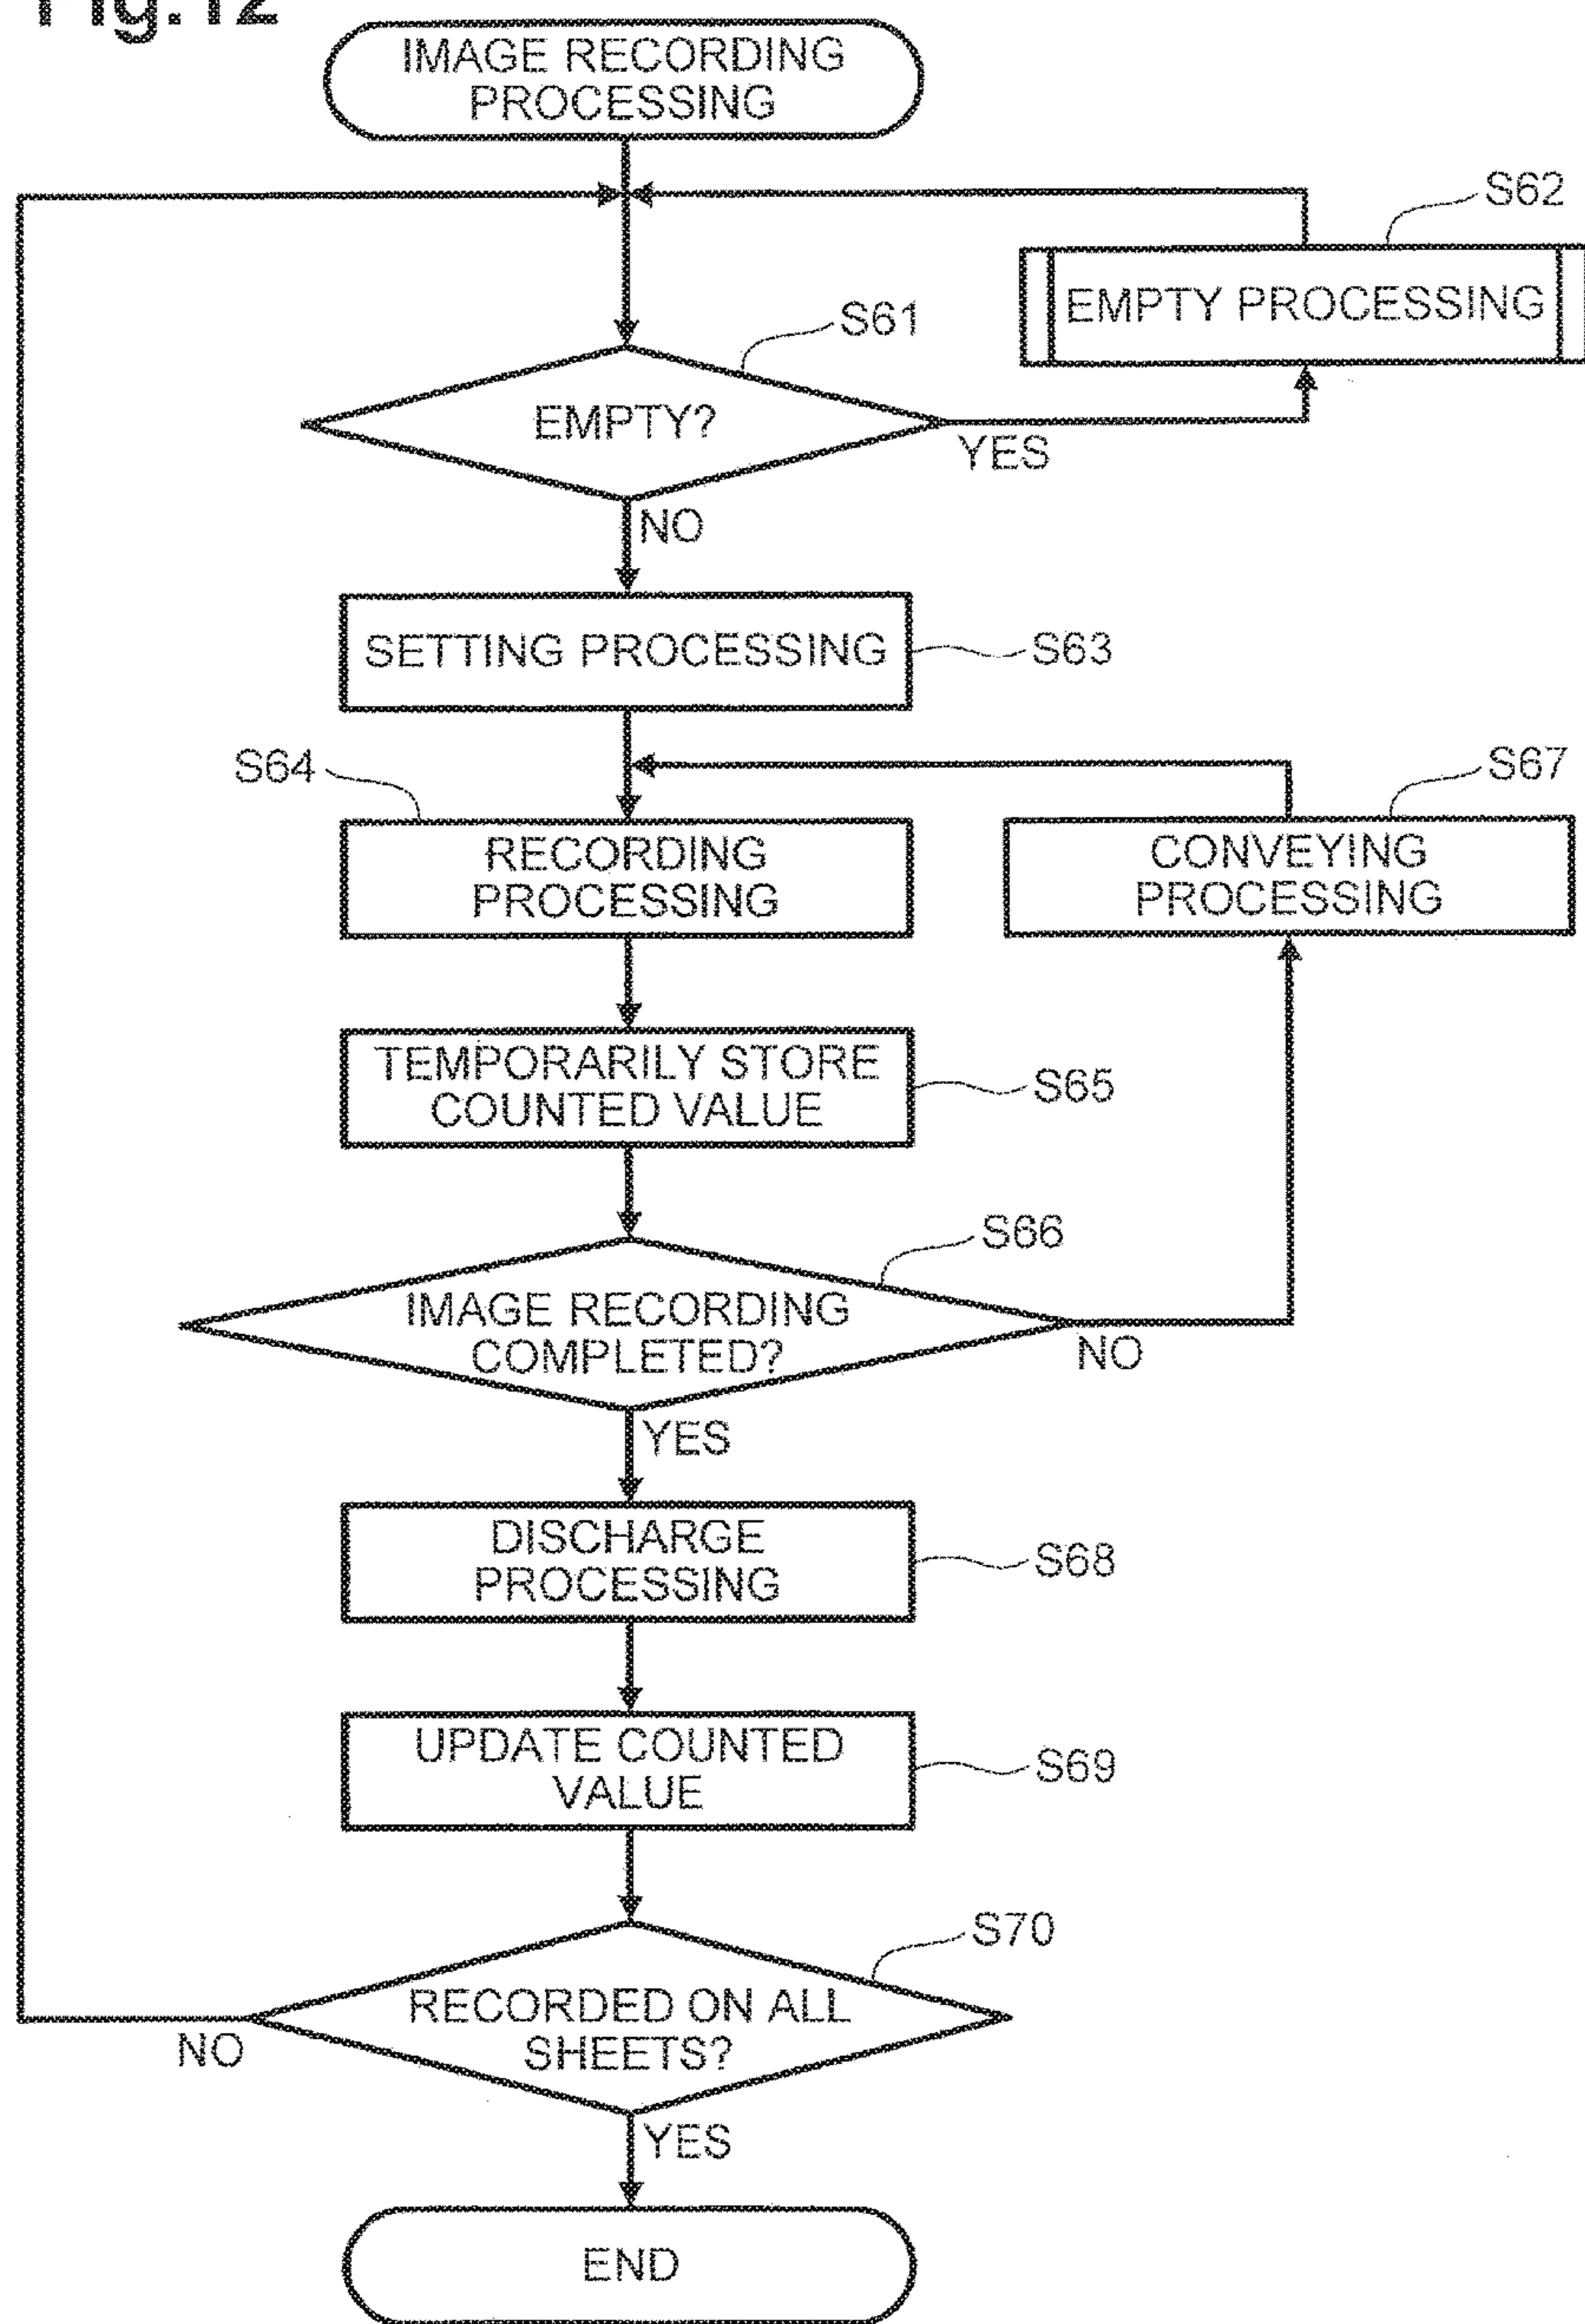 Fig.12
IMAGE RECORDING
PROCESSING
S62
EMPTY PROCESSING
S61
EMPTY?
YES
NO
SETTING PROCESSING
S63
S64
RECORDING
PROCESSING
S67
CONVEYING
PROCESSING
TEMPORARILY STORE
COUNTED VALUE
S65
S66
IMAGE RECORDING
COMPLETED?
NO
YES
DISCHARGE
PROCESSING
S68
UPDATE COUNTED
VALUE
S69
S70
RECORDED ON ALL
SHEETS?
NO
YES
END